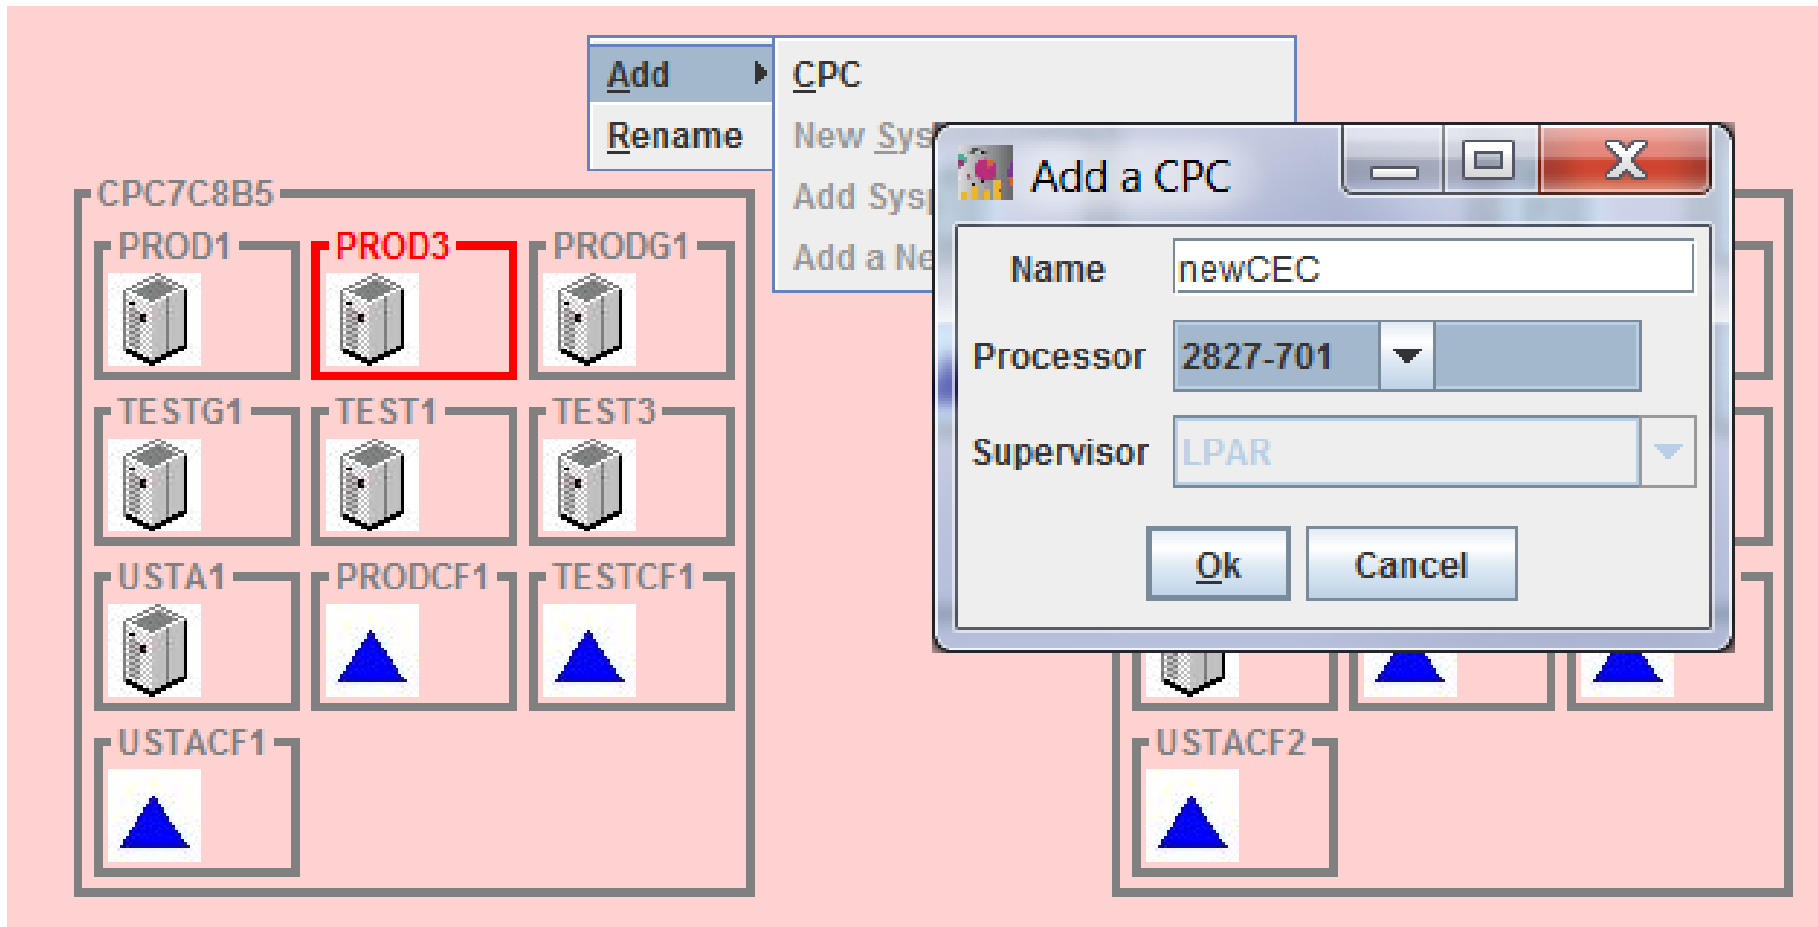 Add
CPC
Rename
New Sys
Add Sysp
Add a Ne
Add a CPC
Name
newCEC
Processor
2827-701
Supervisor
LPAR
Ok
Cancel
CPC7C8B5
PROD1
PROD3
PRODG1
TESTG1
TEST1
TEST3
USTA1
PRODCF1
TESTCF1
USTACF1
USTACF2